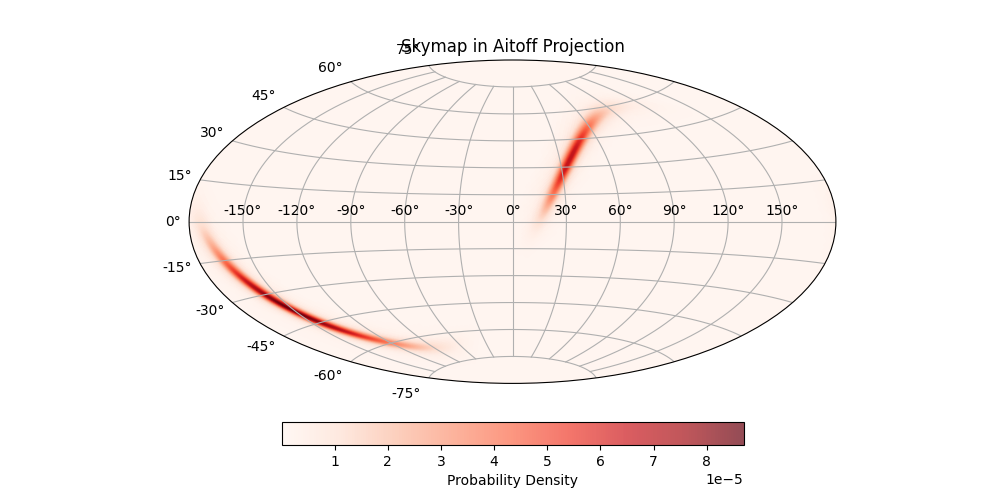 Skymap in Aitoff Projection
75°
60°
45°
30°
15°
-150° -120° -90° -60° -30° 0° 30° 60° 90° 120° 150°
0°
-15°
-30°
-45°
-60°
-75°
1 2 3 4 5 6 7 8
1e−5
Probability Density